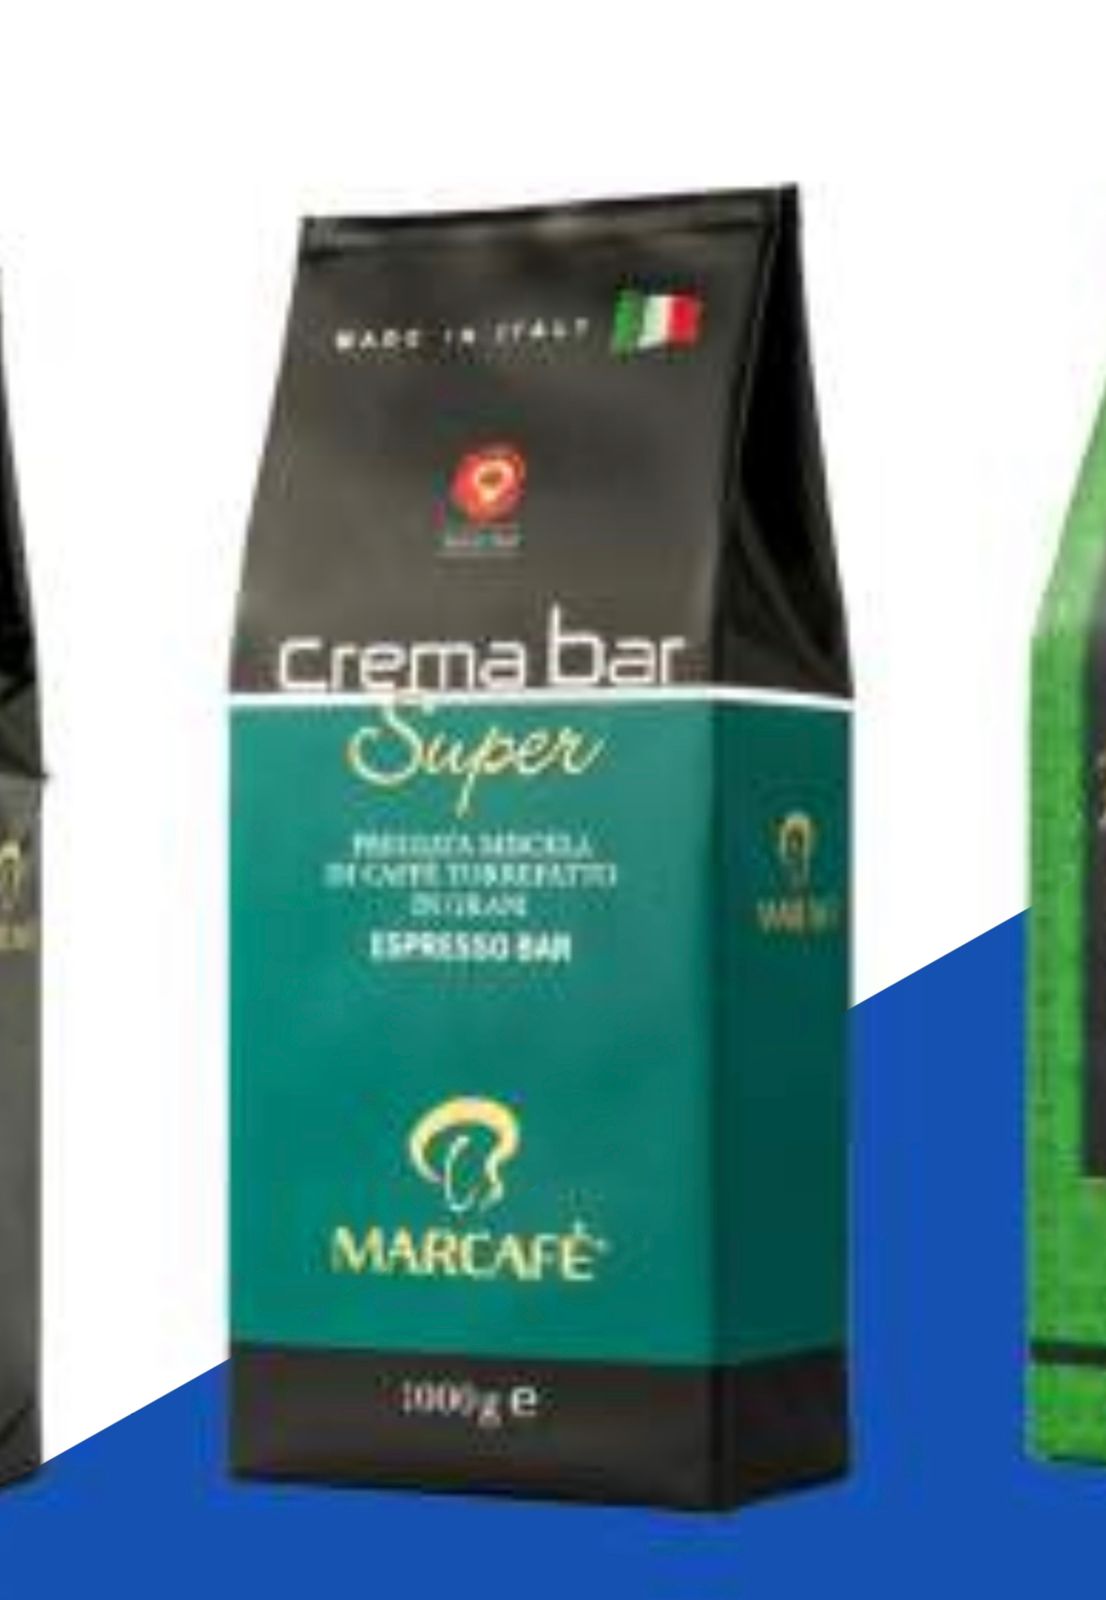 MADE IN ITALY
crema bar
Super
PREGIATA MISCELA
DI CAFFÈ TORREFATTO
IN GRANI
ESPRESSO BAR
MARCAFÈ
1000g e